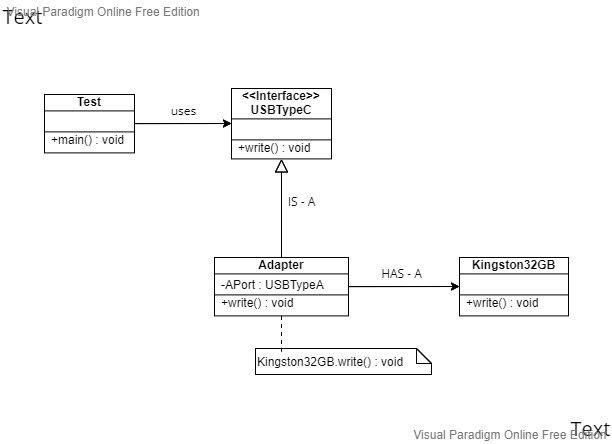 Visual Paradigm Online Free Edition
Text
Test
+main() : void
uses
<<Interface>>
USBTypeC
+write() : void
IS - A
Adapter
-APort : USBTypeA
+write() : void
HAS - A
Kingston32GB
+write() : void
Kingston32GB.write() : void
Text
Visual Paradigm Online Free Edition